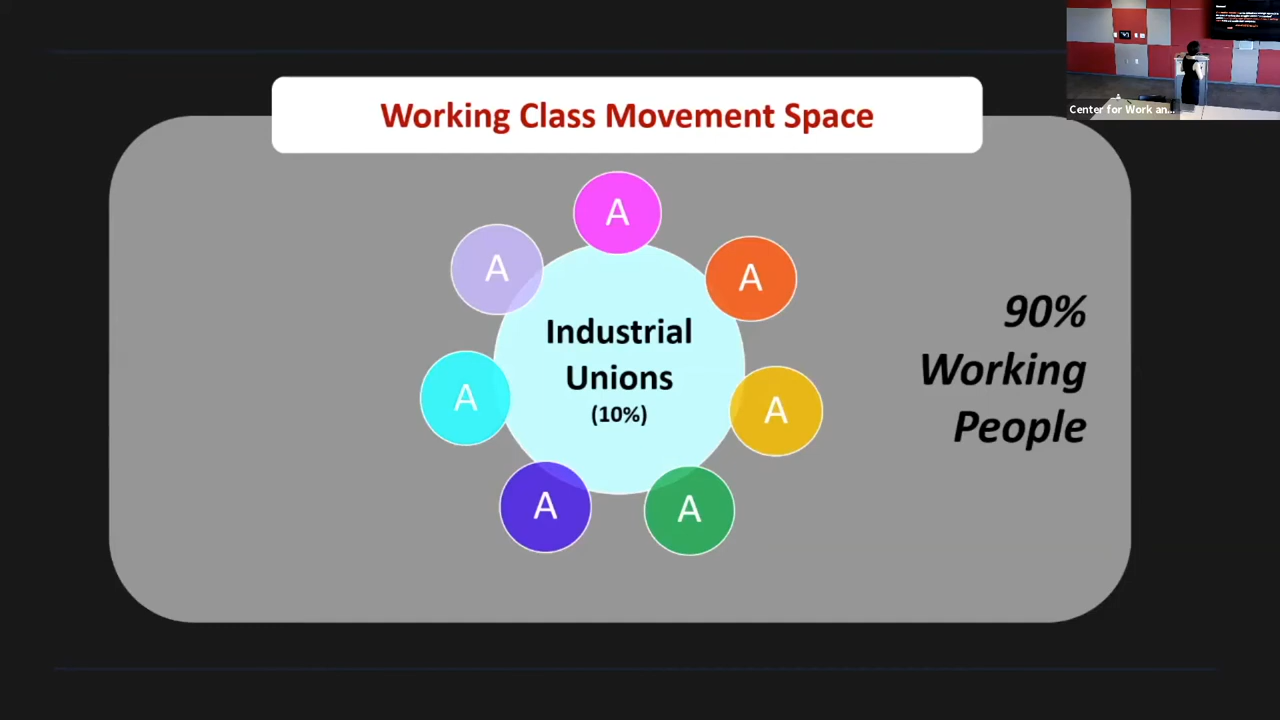 Center for Work an...
Working Class Movement Space
A
A
A
A
A
A
A
Industrial
Unions
(10%)
90%
Working
People